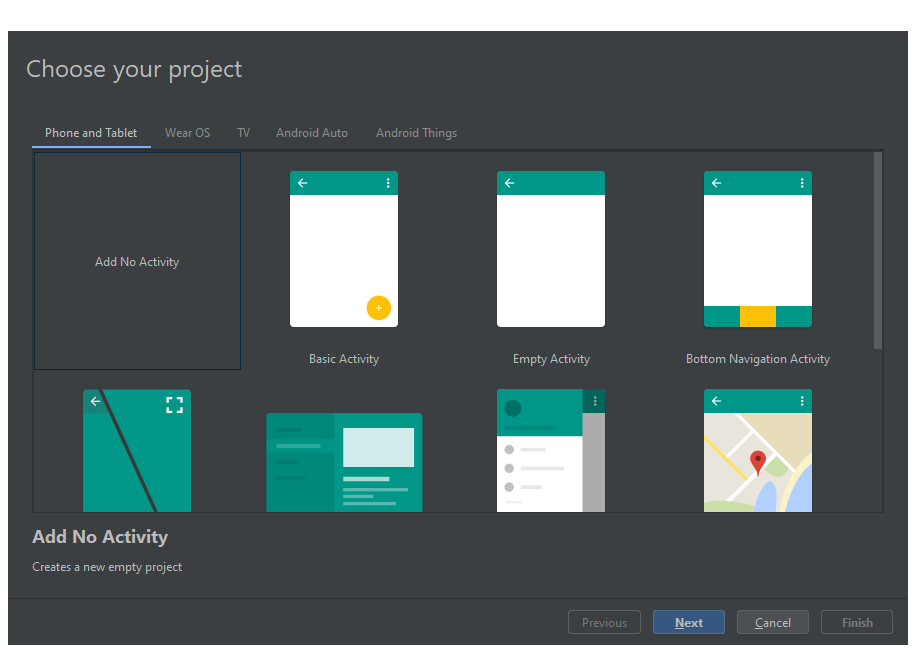 Choose your project
Phone and Tablet Wear OS TV Android Auto Android Things
Add No Activity
Basic Activity Empty Activity Bottom Navigation Activity
Add No Activity
Creates a new empty project
Previous Next Cancel Finish